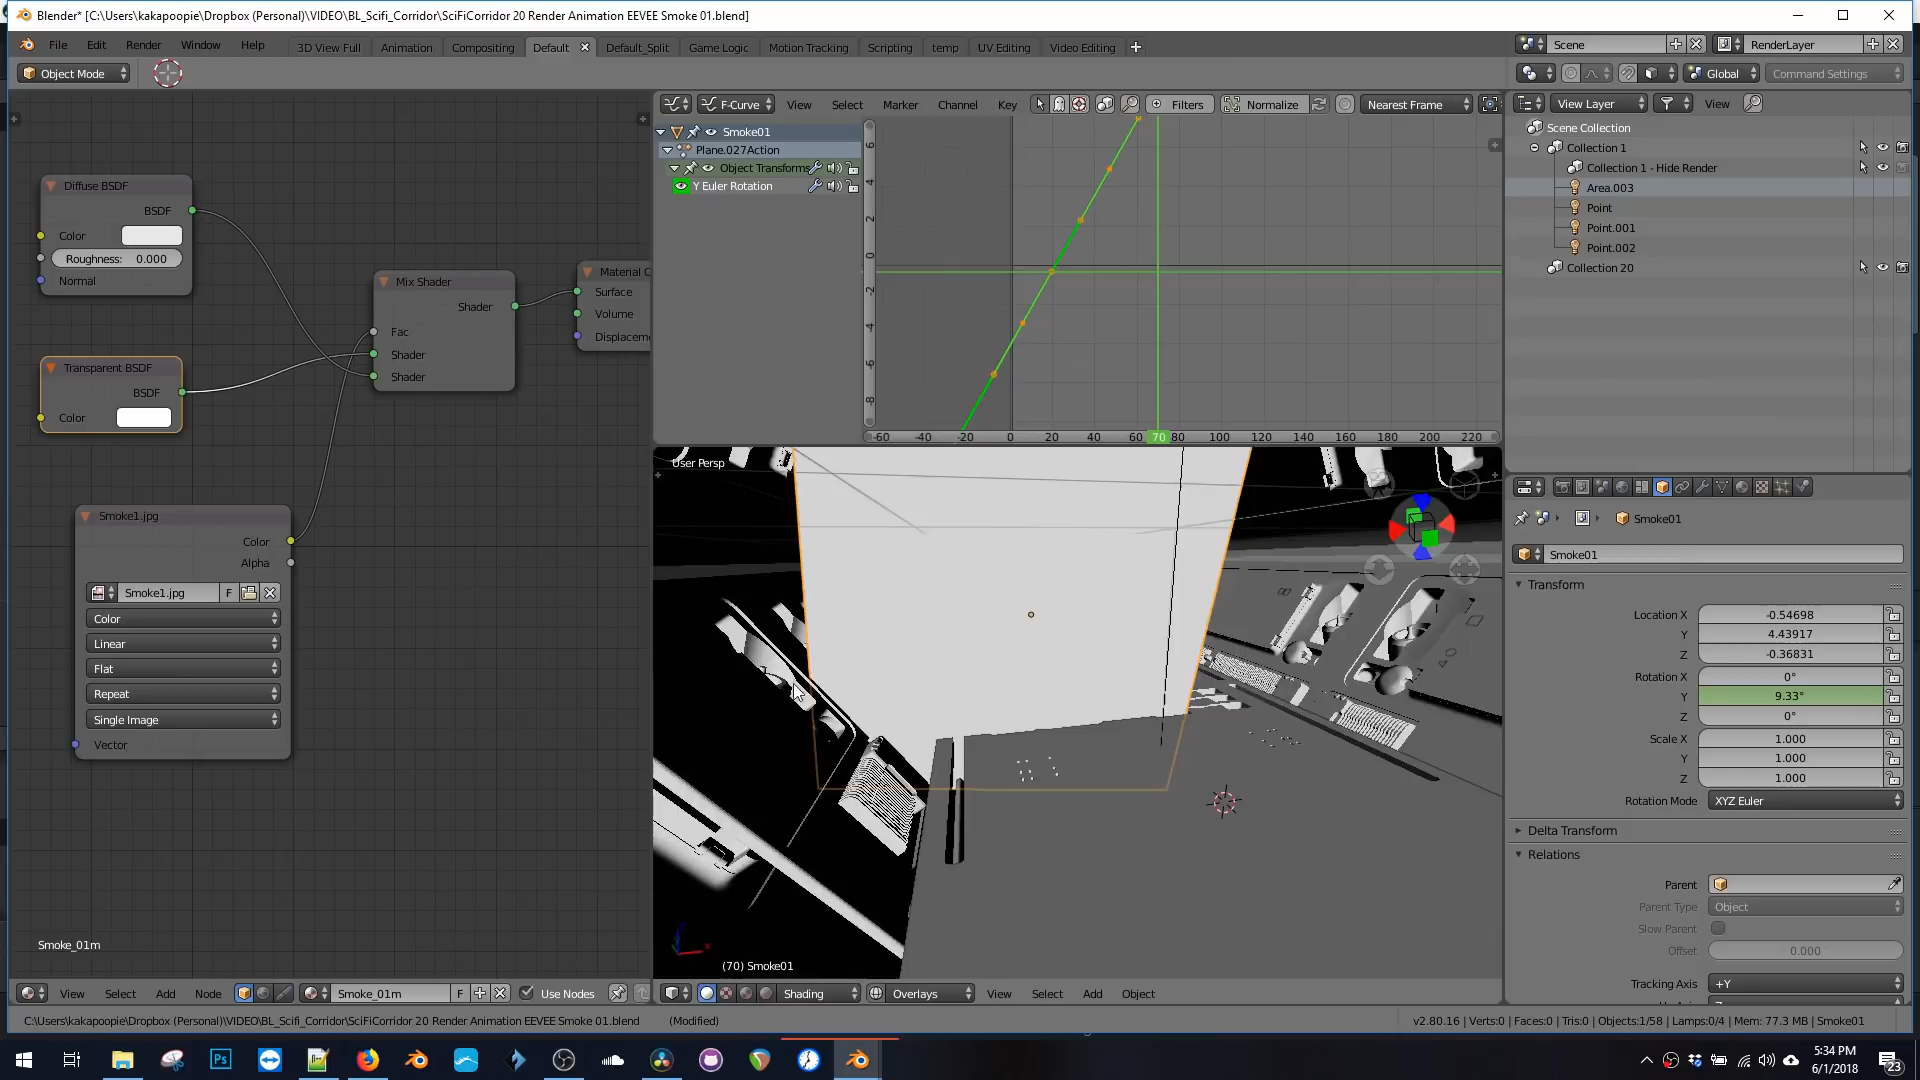 Blender* [C:\Users\kakapoopie\Dropbox (Personal)\VIDEO\BL_Scifi_Corridor\SciFiCorridor 20 Render Animation EEVEE Smoke 01.blend]
File Edit Render Window Help 3D View Full Animation Compositing Default Default_Split Game Logic Motion Tracking Scripting temp UV Editing Video Editing
Scene RenderLayer
Object Mode
Global Command Settings
F-Curve View Select Marker Channel Key Filters Normalize Nearest Frame
View Layer View
Smoke01
Plane.027Action
Object Transforms
Y Euler Rotation
6
4
2
0
-2
-4
-6
-8
-60 -40 -20 0 20 40 60 70 80 100 120 140 160 180 200 220
Scene Collection
Collection 1
Collection 1 - Hide Render
Area.003
Point
Point.001
Point.002
Collection 20
Diffuse BSDF
BSDF
Color
Roughness: 0.000
Normal
Transparent BSDF
BSDF
Color
Mix Shader
Shader
Fac
Shader
Shader
Material O
Surface
Volume
Displacem
Smoke1.jpg
Color
Alpha
Smoke1.jpg F
Color
Linear
Flat
Repeat
Single Image
Vector
Smoke_01m
User Persp
(70) Smoke01
Smoke01
Smoke01
Transform
Location X -0.54698
Y 4.43917
Z -0.36831
Rotation X 0°
Y 9.33°
Z 0°
Scale X 1.000
Y 1.000
Z 1.000
Rotation Mode XYZ Euler
Delta Transform
Relations
Parent
Parent Type Object
Slow Parent
Offset 0.000
Tracking Axis +Y
View Select Add Node Smoke_01m F Use Nodes
Shading Overlays View Select Add Object
C:\Users\kakapoopie\Dropbox (Personal)\VIDEO\BL_Scifi_Corridor\SciFiCorridor 20 Render Animation EEVEE Smoke 01.blend (Modified)
v2.80.16 | Verts:0 | Faces:0 | Tris:0 | Objects:1/58 | Lamps:0/4 | Mem: 77.3 MB | Smoke01
Ps
5:34 PM
6/1/2018
23